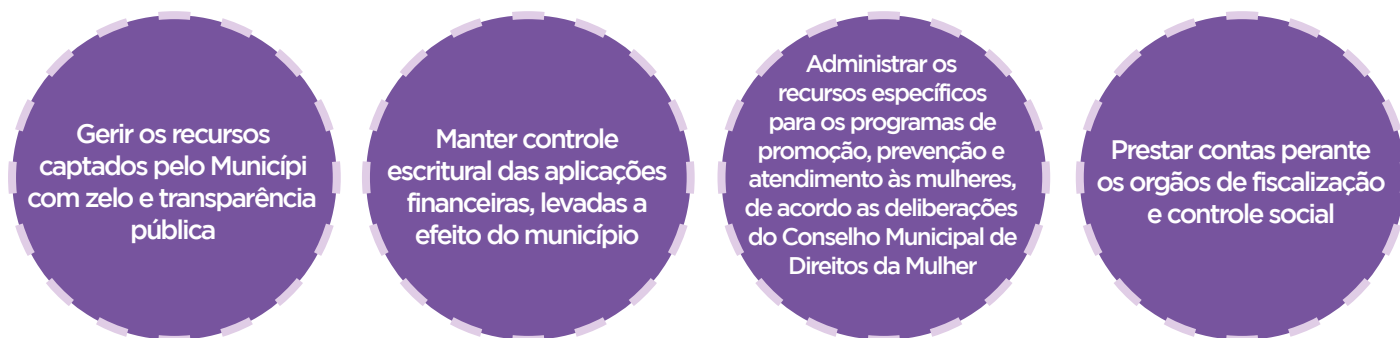 Gerir os recursos
captados pelo Municípi
com zelo e transparência
pública
Manter controle
escritural das aplicações
financeiras, levadas a
efeito do município
Administrar os
recursos específicos
para os programas de
promoção, prevenção e
atendimento às mulheres,
de acordo as deliberações
do Conselho Municipal de
Direitos da Mulher
Prestar contas perante
os orgãos de fiscalização
e controle social